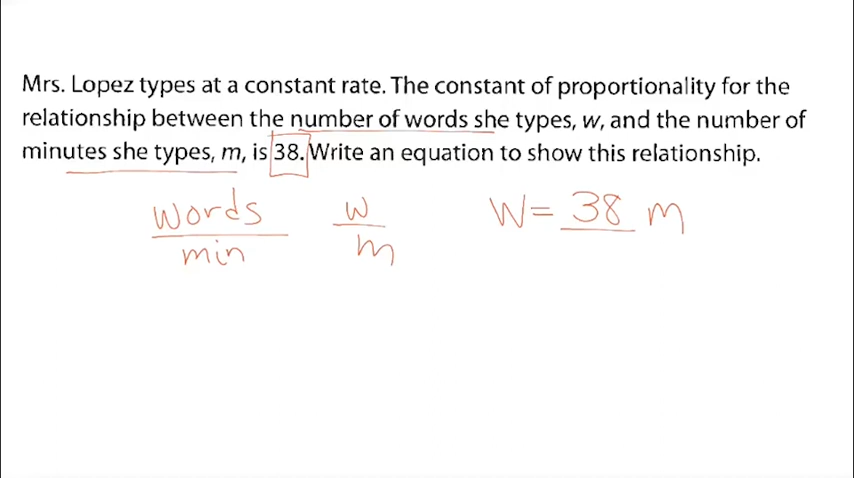 Mrs. Lopez types at a constant rate. The constant of proportionality for the
relationship between the number of words she types, w, and the number of
minutes she types, m, is 38. Write an equation to show this relationship.
words w W = 38 m
min m